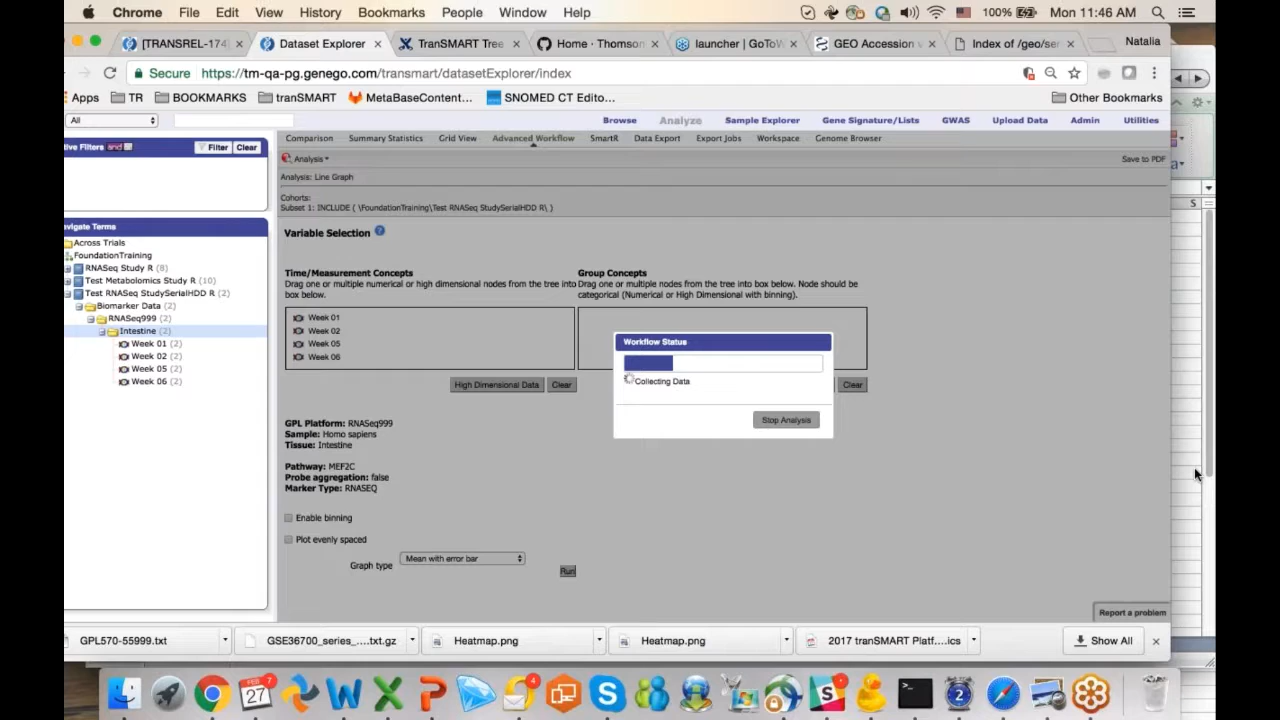 Chrome File Edit View History Bookmarks People Window Help 100% Mon 11:46 AM
[TRANSREL-174] Dataset Explorer TranSMART Tree Home · Thomson launcher | GoToW GEO Accession v Index of /geo/ser Natalia
Secure https://tm-qa-pg.genego.com/transmart/datasetExplorer/index
Apps TR BOOKMARKS tranSMART MetaBaseContent... SNOMED CT Edito... Other Bookmarks
All Browse Analyze Sample Explorer Gene Signature/Lists GWAS Upload Data Admin Utilities
tive Filters and Filter Clear
Comparison Summary Statistics Grid View Advanced Workflow SmartR Data Export Export Jobs Workspace Genome Browser
Analysis Save to PDF
Analysis: Line Graph
Cohorts:
Subset 1: INCLUDE ( \FoundationTraining\Test RNASeq StudySerialHDD R\ )
vigate Terms
Across Trials
FoundationTraining
RNASeq Study R (8)
Test Metabolomics Study R (10)
Test RNASeq StudySerialHDD R (2)
Biomarker Data (2)
RNASeq999 (2)
Intestine (2)
Week 01 (2)
Week 02 (2)
Week 05 (2)
Week 06 (2)
Variable Selection ?
Time/Measurement Concepts
Drag one or multiple numerical or high dimensional nodes from the tree into
box below.
Week 01
Week 02
Week 05
Week 06
High Dimensional Data Clear
Group Concepts
Drag one or multiple nodes from the tree into box below. Node should be
categorical (Numerical or High Dimensional with binning).
Clear
Workflow Status
Collecting Data
Stop Analysis
GPL Platform: RNASeq999
Sample: Homo sapiens
Tissue: Intestine
Pathway: MEF2C
Probe aggregation: false
Marker Type: RNASEQ
Enable binning
Plot evenly spaced
Graph type Mean with error bar
Run
Report a problem
S
GPL570-55999.txt GSE36700_series_....txt.gz Heatmap.png Heatmap.png 2017 tranSMART Platf....ics Show All
FEB 27 7 4 2